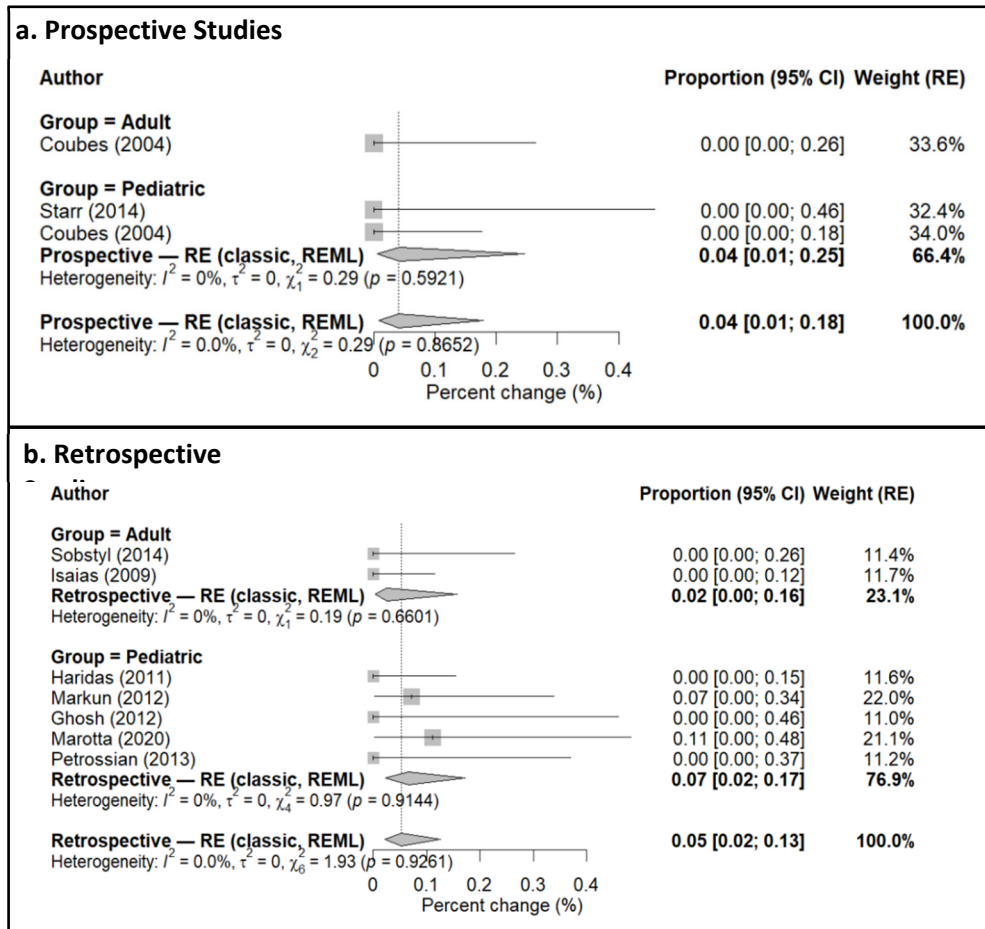 a. Prospective Studies
Author Proportion (95% CI) Weight (RE)
Group = Adult
Coubes (2004) 0.00 [0.00; 0.26] 33.6%
Group = Pediatric
Starr (2014) 0.00 [0.00; 0.46] 32.4%
Coubes (2004) 0.00 [0.00; 0.18] 34.0%
Prospective — RE (classic, REML) 0.04 [0.01; 0.25] 66.4%
Heterogeneity: I² = 0%, τ² = 0, χ²₁ = 0.29 (p = 0.5921)
Prospective — RE (classic, REML) 0.04 [0.01; 0.18] 100.0%
Heterogeneity: I² = 0.0%, τ² = 0, χ²₂ = 0.29 (p = 0.8652)
0 0.1 0.2 0.3 0.4
Percent change (%)
b. Retrospective
Author Proportion (95% CI) Weight (RE)
Group = Adult
Sobstyl (2014) 0.00 [0.00; 0.26] 11.4%
Isaias (2009) 0.00 [0.00; 0.12] 11.7%
Retrospective — RE (classic, REML) 0.02 [0.00; 0.16] 23.1%
Heterogeneity: I² = 0%, τ² = 0, χ²₁ = 0.19 (p = 0.6601)
Group = Pediatric
Haridas (2011) 0.00 [0.00; 0.15] 11.6%
Markun (2012) 0.07 [0.00; 0.34] 22.0%
Ghosh (2012) 0.00 [0.00; 0.46] 11.0%
Marotta (2020) 0.11 [0.00; 0.48] 21.1%
Petrossian (2013) 0.00 [0.00; 0.37] 11.2%
Retrospective — RE (classic, REML) 0.07 [0.02; 0.17] 76.9%
Heterogeneity: I² = 0%, τ² = 0, χ²₄ = 0.97 (p = 0.9144)
Retrospective — RE (classic, REML) 0.05 [0.02; 0.13] 100.0%
Heterogeneity: I² = 0.0%, τ² = 0, χ²₆ = 1.93 (p = 0.9261)
0 0.1 0.2 0.3 0.4
Percent change (%)